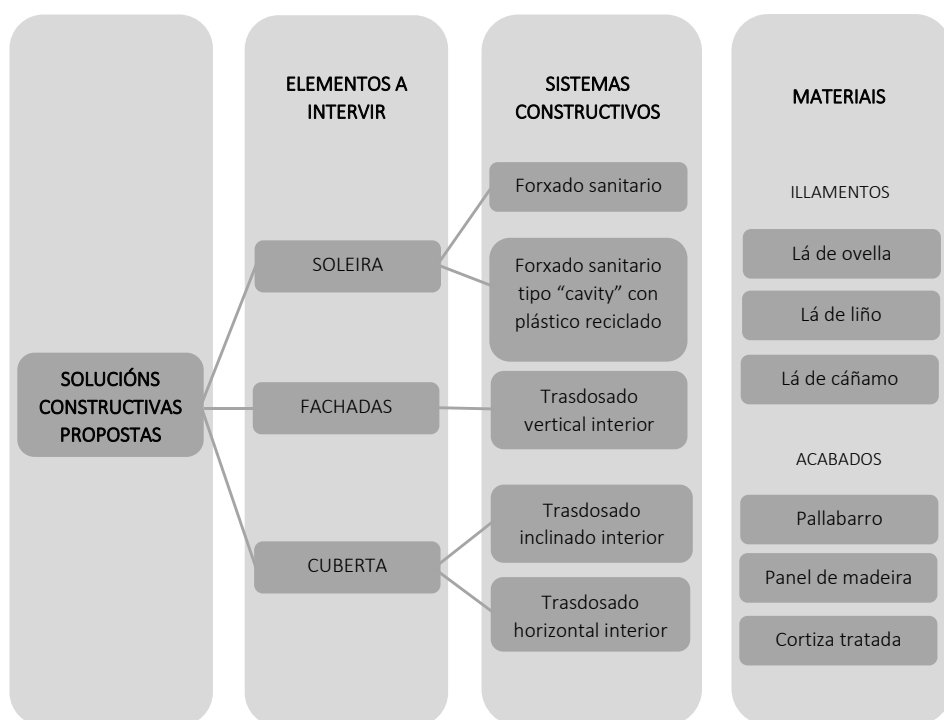 SOLUCIÓNS
CONSTRUCTIVAS
PROPOSTAS
ELEMENTOS A
INTERVIR
SOLEIRA
FACHADAS
CUBERTA
SISTEMAS
CONSTRUCTIVOS
Forxado sanitario
Forxado sanitario
tipo “cavity” con
plástico reciclado
Trasdosado
vertical interior
Trasdosado
inclinado interior
Trasdosado
horizontal interior
MATERIAIS
ILLAMENTOS
Lá de ovella
Lá de liño
Lá de cáñamo
ACABADOS
Pallabarro
Panel de madeira
Cortiza tratada